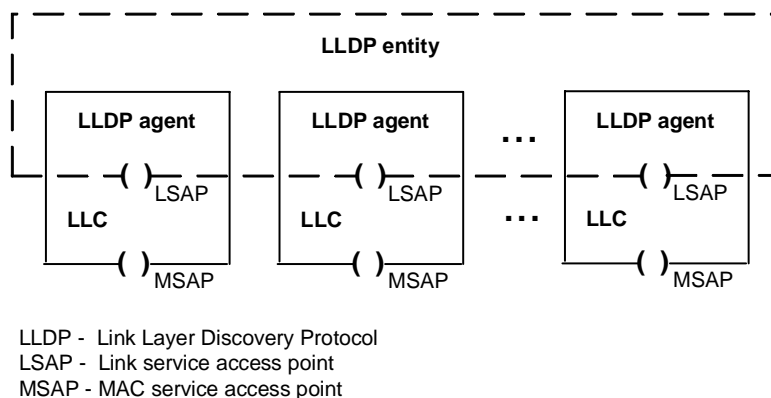 LLDP entity
LLDP agent LLDP agent ... LLDP agent
( ) LSAP ( ) LSAP ( ) LSAP
LLC LLC ... LLC
( ) MSAP ( ) MSAP ( ) MSAP
LLDP - Link Layer Discovery Protocol
LSAP - Link service access point
MSAP - MAC service access point